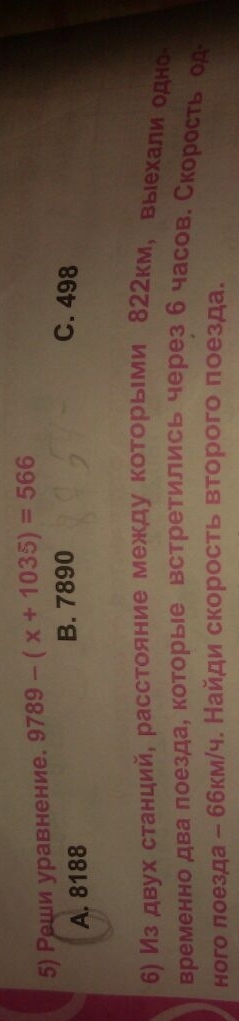 5) Реши уравнение. 9789 – ( x + 1035) = 566
A. 8188 B. 7890 C. 498
6) Из двух станций, расстояние между которыми 822км, выехали одно-
временно два поезда, которые встретились через 6 часов. Скорость од-
ного поезда – 66км/ч. Найди скорость второго поезда.